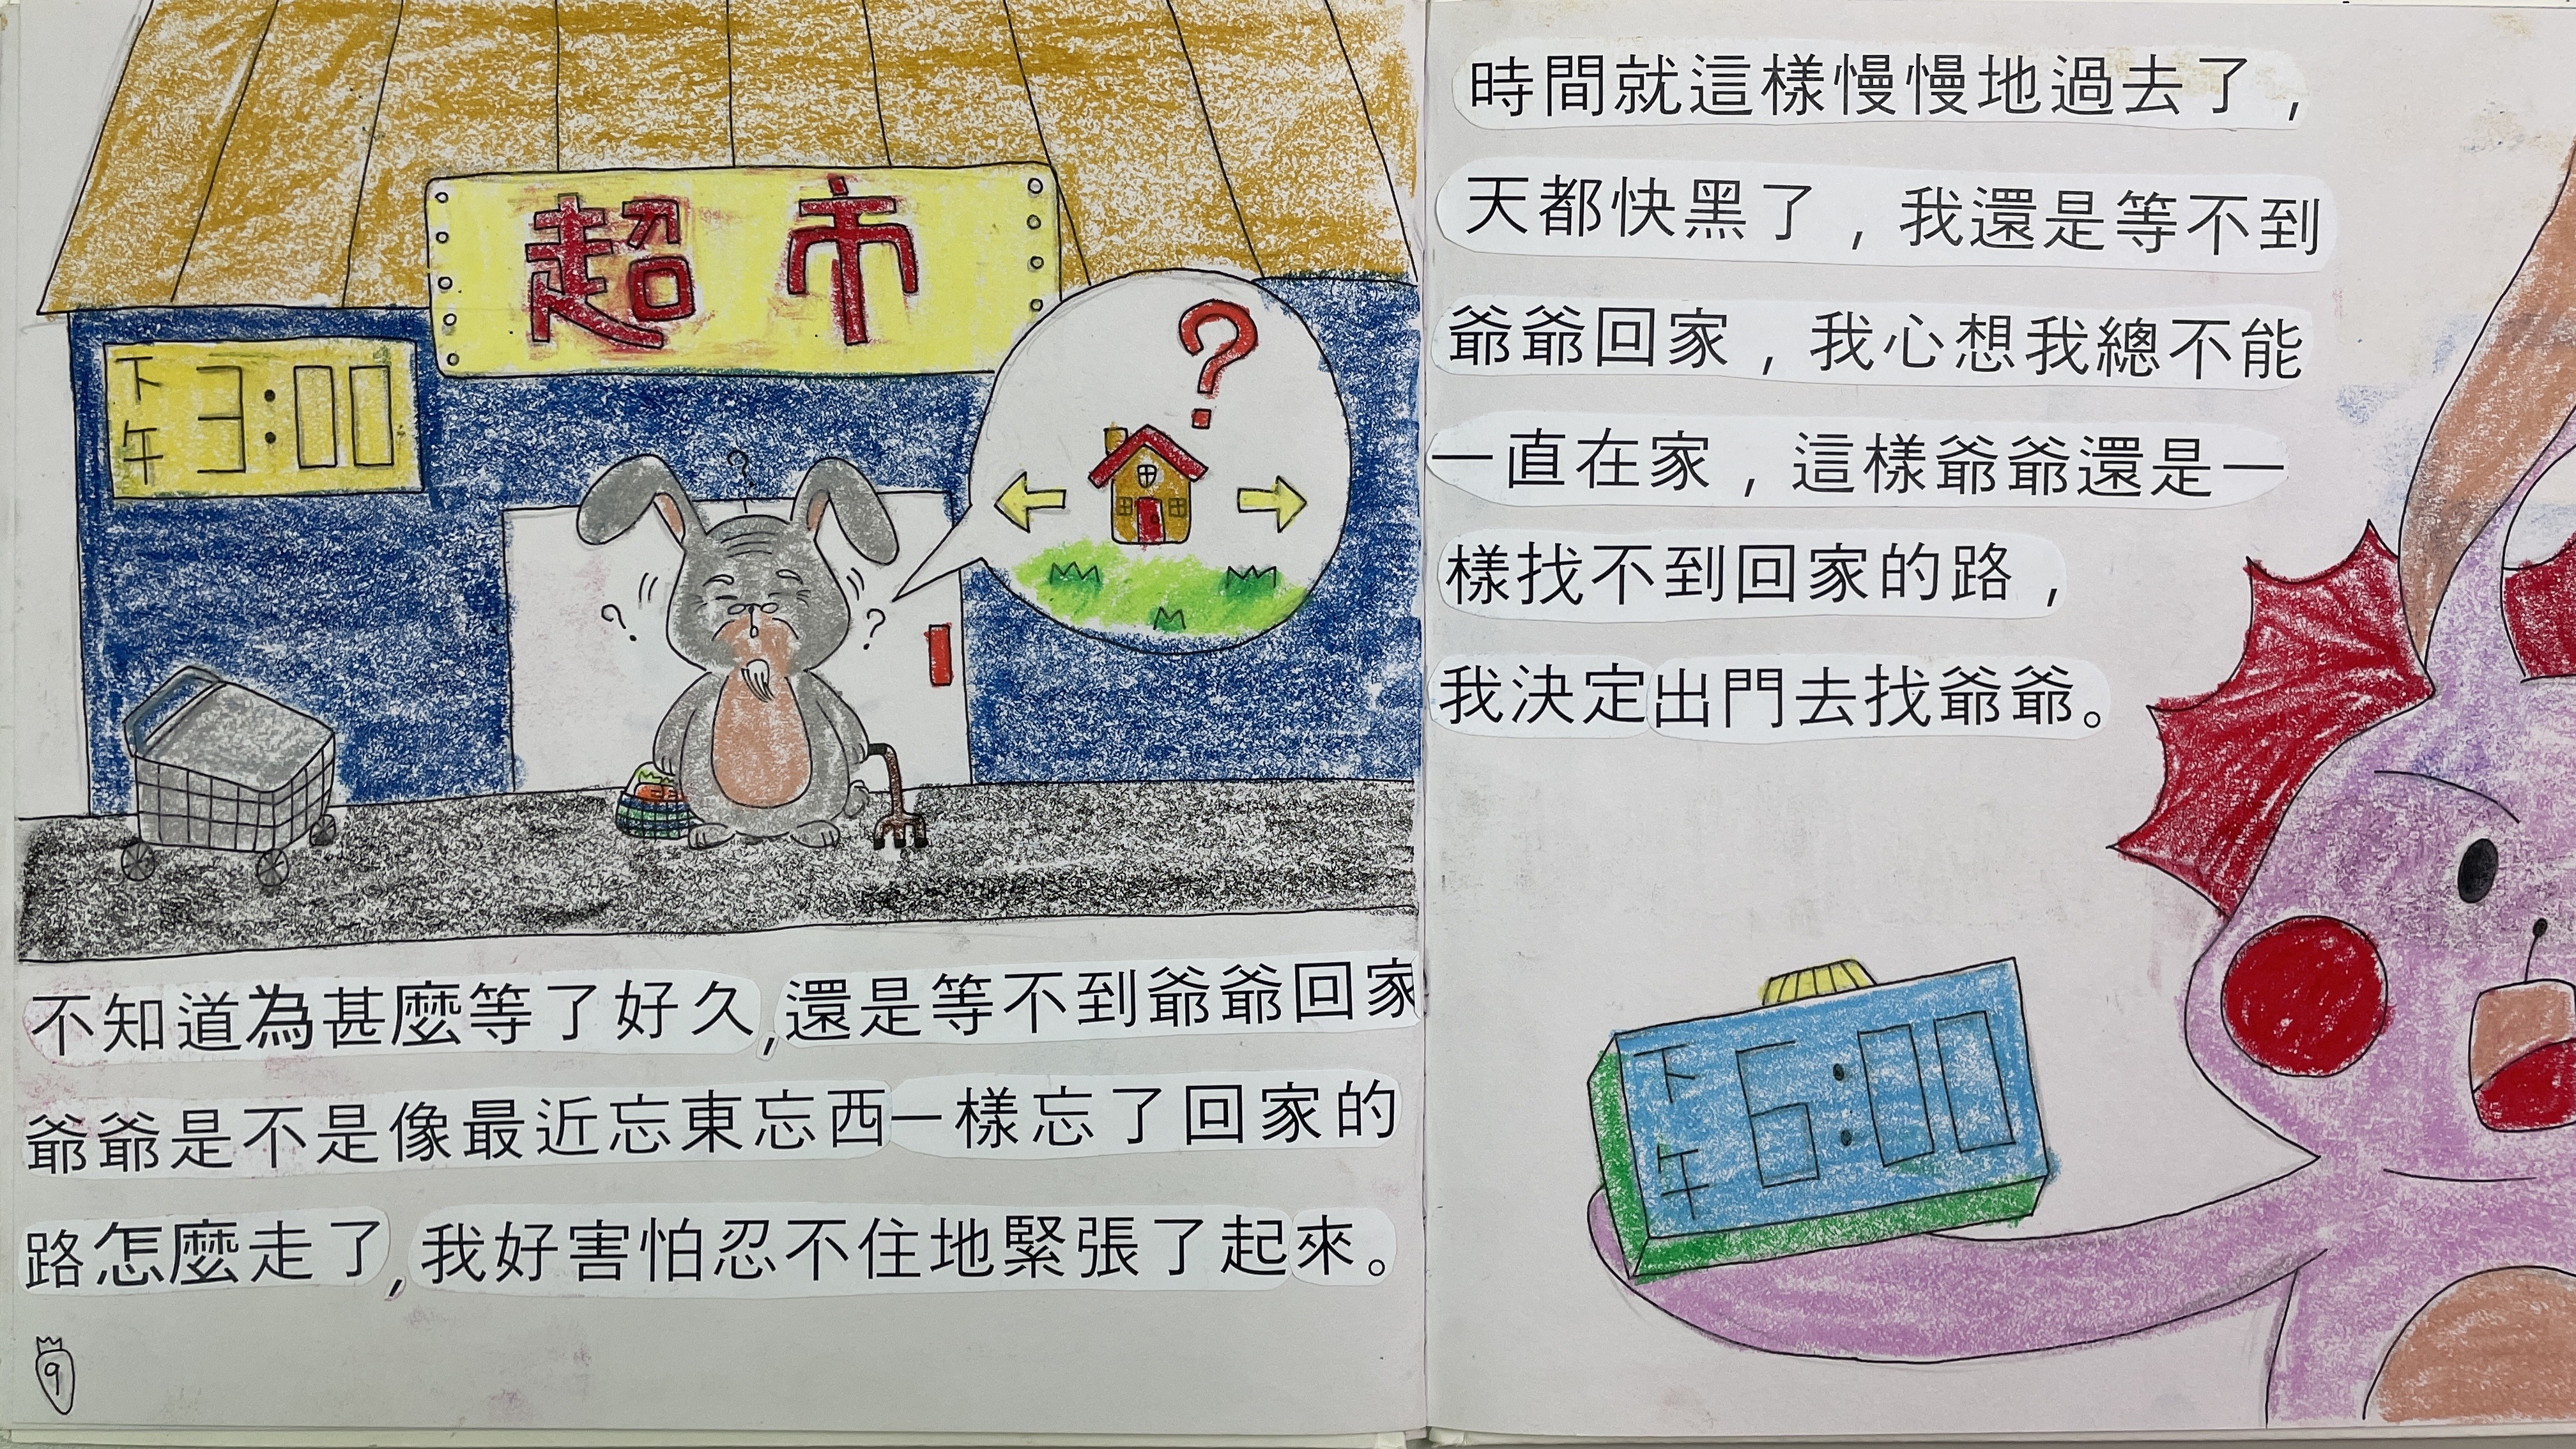 超市
下午3:00
?
?
?
?
不知道為甚麼等了好久,還是等不到爺爺回家
爺爺是不是像最近忘東忘西一樣忘了回家的
路怎麼走了,我好害怕忍不住地緊張了起來。
9
時間就這樣慢慢地過去了,
天都快黑了,我還是等不到
爺爺回家,我心想我總不能
一直在家,這樣爺爺還是一
樣找不到回家的路,
我決定出門去找爺爺。
下午6:00